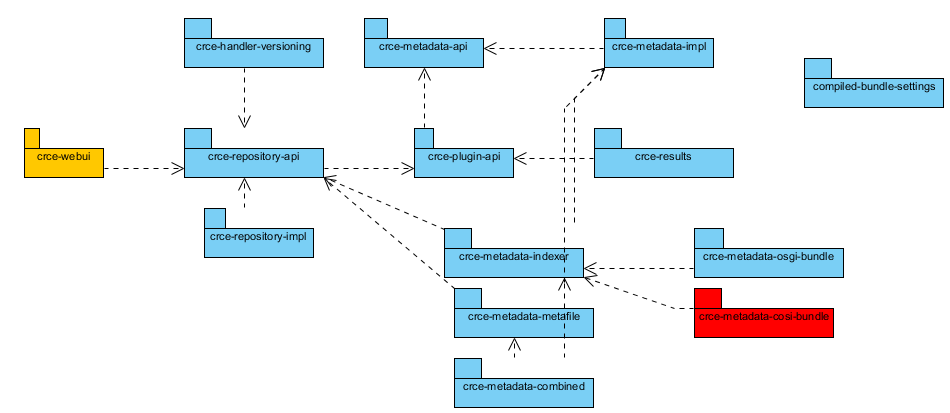 crce-handler-versioning
crce-metadata-api
crce-metadata-impl
compiled-bundle-settings
crce-webui
crce-repository-api
crce-plugin-api
crce-results
crce-repository-impl
crce-metadata-indexer
crce-metadata-osgi-bundle
crce-metadata-metafile
crce-metadata-cosi-bundle
crce-metadata-combined